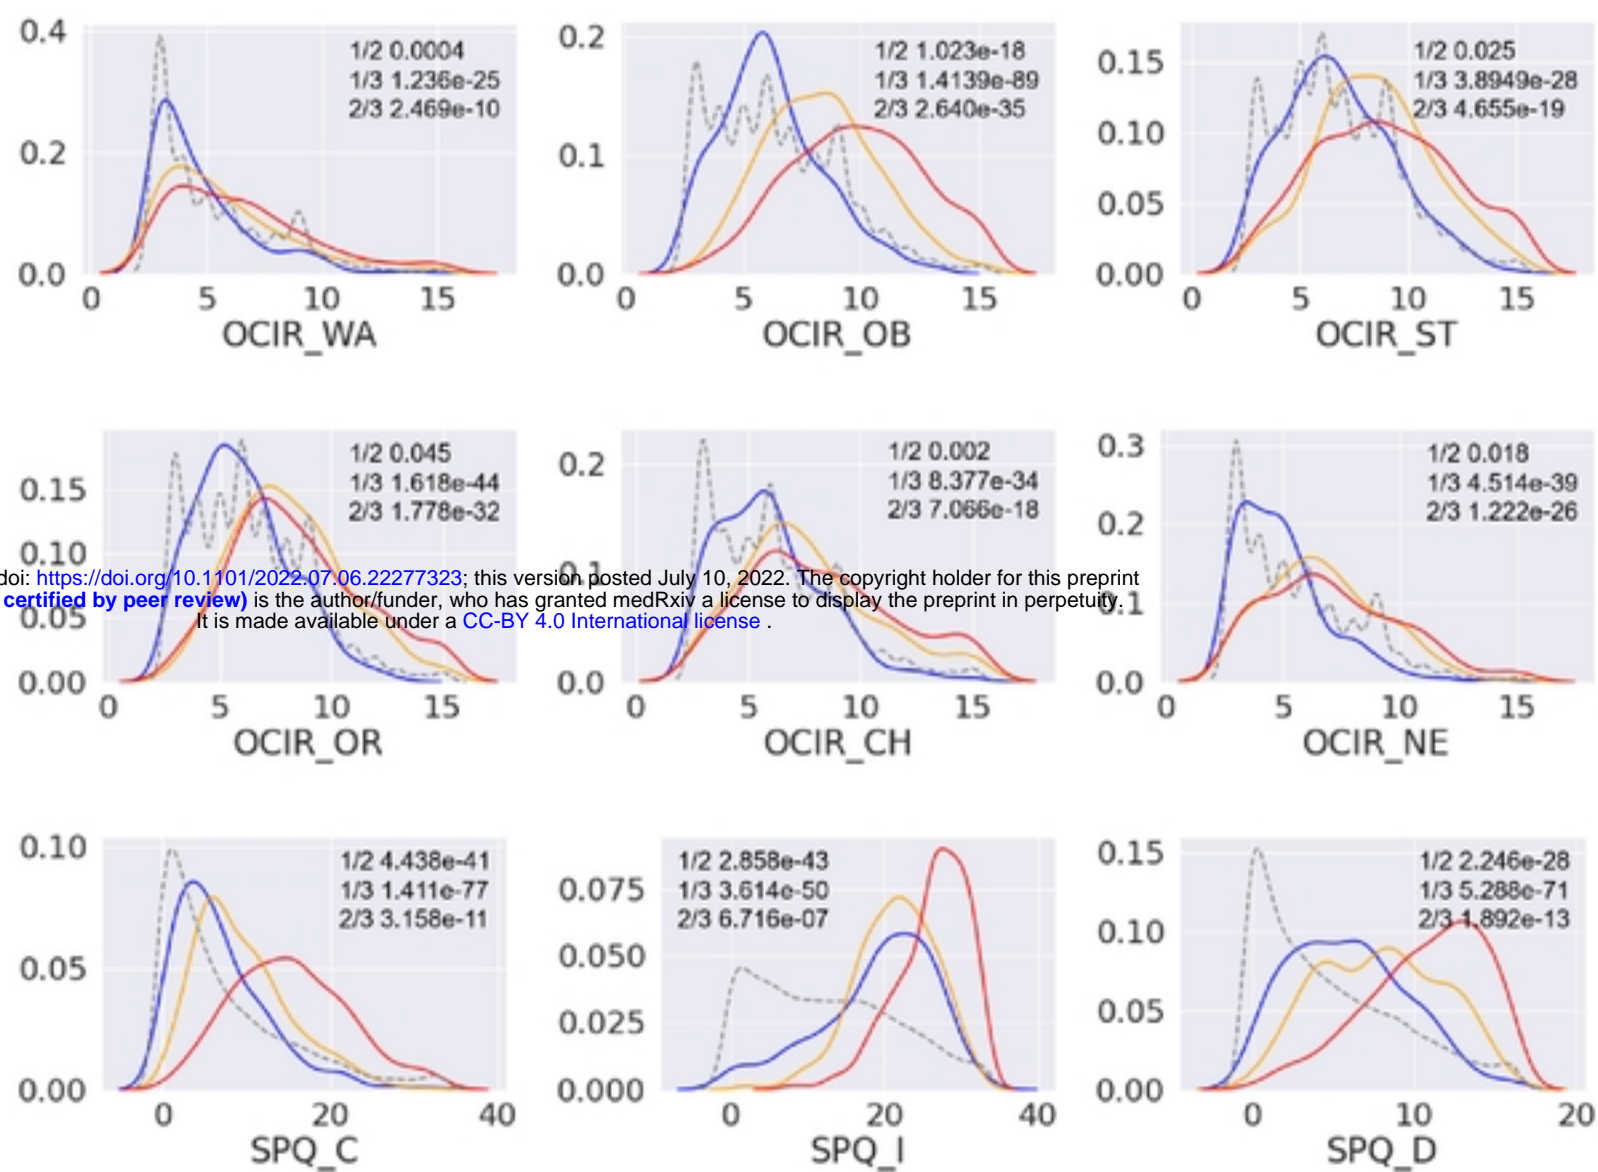 0.4
1/2 0.0004
1/3 1.236e-25
2/3 2.469e-10
0.2
0.0
0 5 10 15
OCIR_WA
0.2
1/2 1.023e-18
1/3 1.4139e-89
2/3 2.640e-35
0.1
0.0
0 5 10 15
OCIR_OB
1/2 0.025
1/3 3.8949e-28
2/3 4.655e-19
0.15
0.10
0.05
0.00
0 5 10 15
OCIR_ST
1/2 0.045
1/3 1.618e-44
2/3 1.778e-32
0.15
0.10
0.05
0.00
0 5 10 15
OCIR_OR
1/2 0.002
1/3 8.377e-34
2/3 7.066e-18
0.2
0.1
0.0
0 5 10 15
OCIR_CH
1/2 0.018
1/3 4.514e-39
2/3 1.222e-26
0.3
0.2
0.1
0.0
0 5 10 15
OCIR_NE
doi: https://doi.org/10.1101/2022.07.06.22277323; this version posted July 10, 2022. The copyright holder for this preprint
certified by peer review) is the author/funder, who has granted medRxiv a license to display the preprint in perpetuity.
It is made available under a CC-BY 4.0 International license .
0.10
1/2 4.438e-41
1/3 1.411e-77
2/3 3.158e-11
0.05
0.00
0 20 40
SPQ_C
1/2 2.858e-43
1/3 3.614e-50
2/3 6.716e-07
0.075
0.050
0.025
0.000
0 20 40
SPQ_I
0.15
1/2 2.246e-28
1/3 5.288e-71
2/3 1.892e-13
0.10
0.05
0.00
0 10 20
SPQ_D